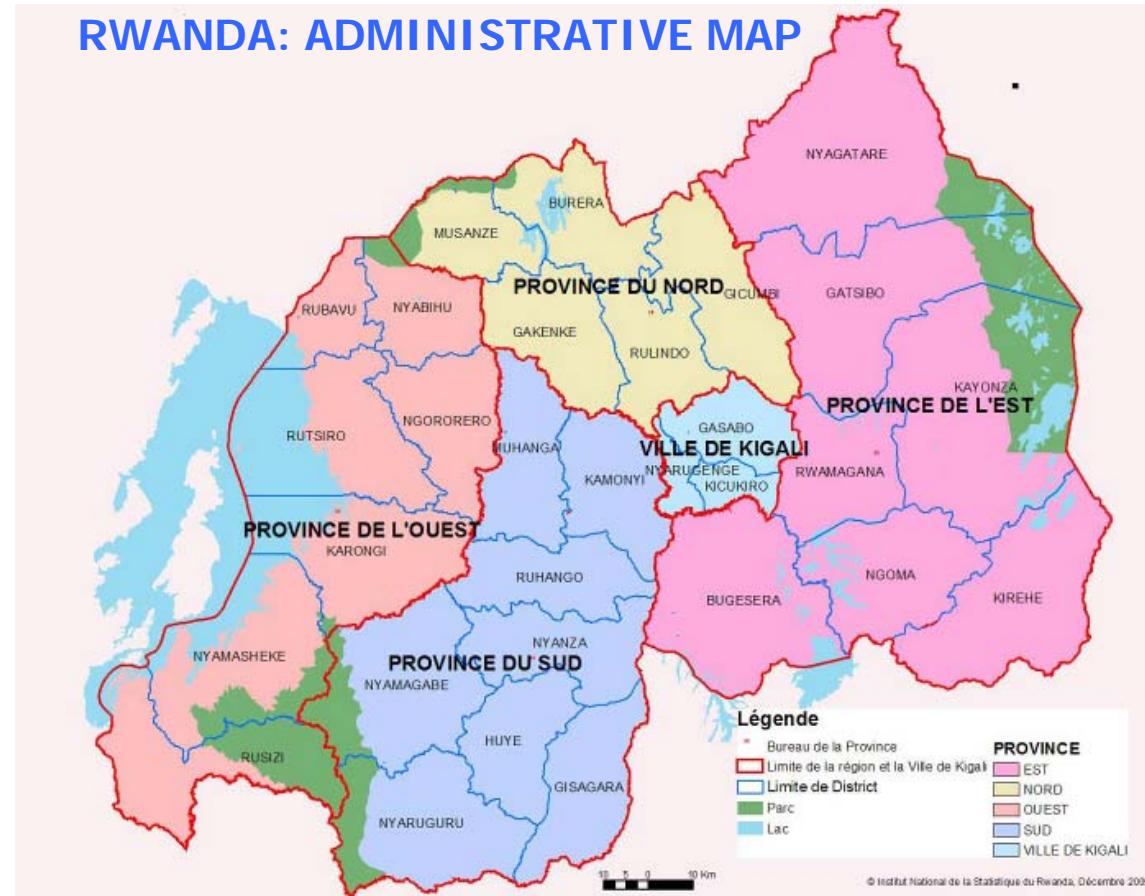 RWANDA: ADMINISTRATIVE MAP
NYAGATARE
BURERA
MUSANZE
PROVINCE DU NORD
GICUMBI
GATSIBO
RUBAVU
NYABIHU
GAKENKE
RULINDO
KAYONZA
PROVINCE DE L'EST
NGORORERO
RUTSIRO
GASABO
MUHANGA
VILLE DE KIGALI
NYARUGENGE
RWAMAGANA
KAMONYI
KICUKIRO
PROVINCE DE L'OUEST
KARONGI
RUHANGO
NGOMA
BUGESERA
KIREHE
NYANZA
NYAMASHEKE
PROVINCE DU SUD
NYAMAGABE
HUYE
RUSIZI
GISAGARA
NYARUGURU
Légende
Bureau de la Province
Limite de la région et la Ville de Kigali
Limite de District
Parc
Lac
PROVINCE
EST
NORD
OUEST
SUD
VILLE DE KIGALI
10 5 0 10 Km
© Institut National de la Statistique du Rwanda, Décembre